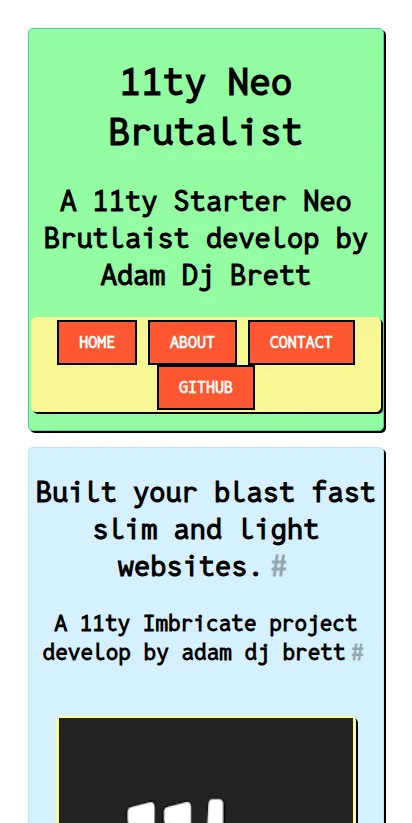 11ty Neo
Brutalist
A 11ty Starter Neo
Brutlaist develop by
Adam Dj Brett
HOME
ABOUT
CONTACT
GITHUB
Built your blast fast
slim and light
websites. #
A 11ty Imbricate project
develop by adam dj brett #